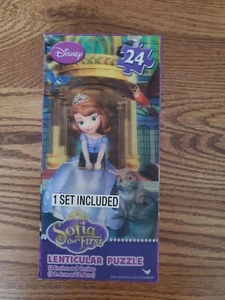 Disney
24
1 SET INCLUDED
Sofia
the First
LENTICULAR PUZZLE